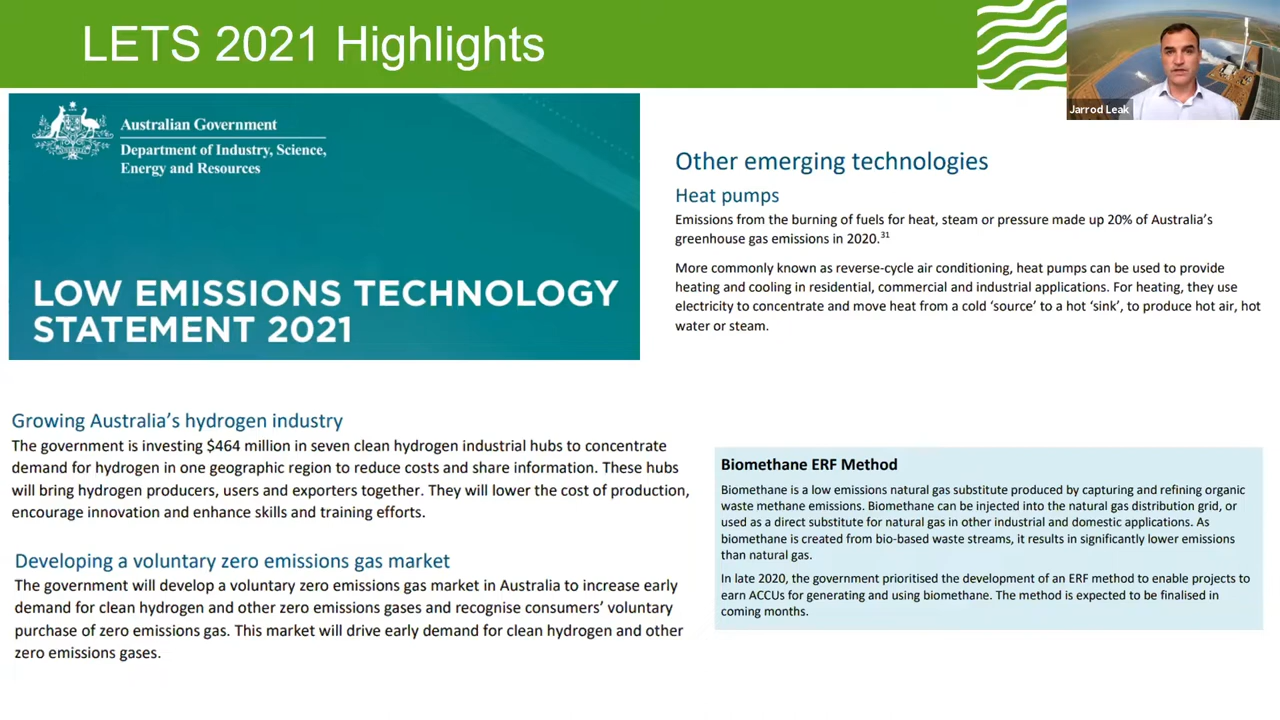 LETS 2021 Highlights
Jarrod Leak
Australian Government
Department of Industry, Science,
Energy and Resources
LOW EMISSIONS TECHNOLOGY
STATEMENT 2021
Other emerging technologies
Heat pumps
Emissions from the burning of fuels for heat, steam or pressure made up 20% of Australia’s
greenhouse gas emissions in 2020.31
More commonly known as reverse-cycle air conditioning, heat pumps can be used to provide
heating and cooling in residential, commercial and industrial applications. For heating, they use
electricity to concentrate and move heat from a cold ‘source’ to a hot ‘sink’, to produce hot air, hot
water or steam.
Growing Australia’s hydrogen industry
The government is investing $464 million in seven clean hydrogen industrial hubs to concentrate
demand for hydrogen in one geographic region to reduce costs and share information. These hubs
will bring hydrogen producers, users and exporters together. They will lower the cost of production,
encourage innovation and enhance skills and training efforts.
Developing a voluntary zero emissions gas market
The government will develop a voluntary zero emissions gas market in Australia to increase early
demand for clean hydrogen and other zero emissions gases and recognise consumers’ voluntary
purchase of zero emissions gas. This market will drive early demand for clean hydrogen and other
zero emissions gases.
Biomethane ERF Method
Biomethane is a low emissions natural gas substitute produced by capturing and refining organic
waste methane emissions. Biomethane can be injected into the natural gas distribution grid, or
used as a direct substitute for natural gas in other industrial and domestic applications. As
biomethane is created from bio-based waste streams, it results in significantly lower emissions
than natural gas.
In late 2020, the government prioritised the development of an ERF method to enable projects to
earn ACCUs for generating and using biomethane. The method is expected to be finalised in
coming months.